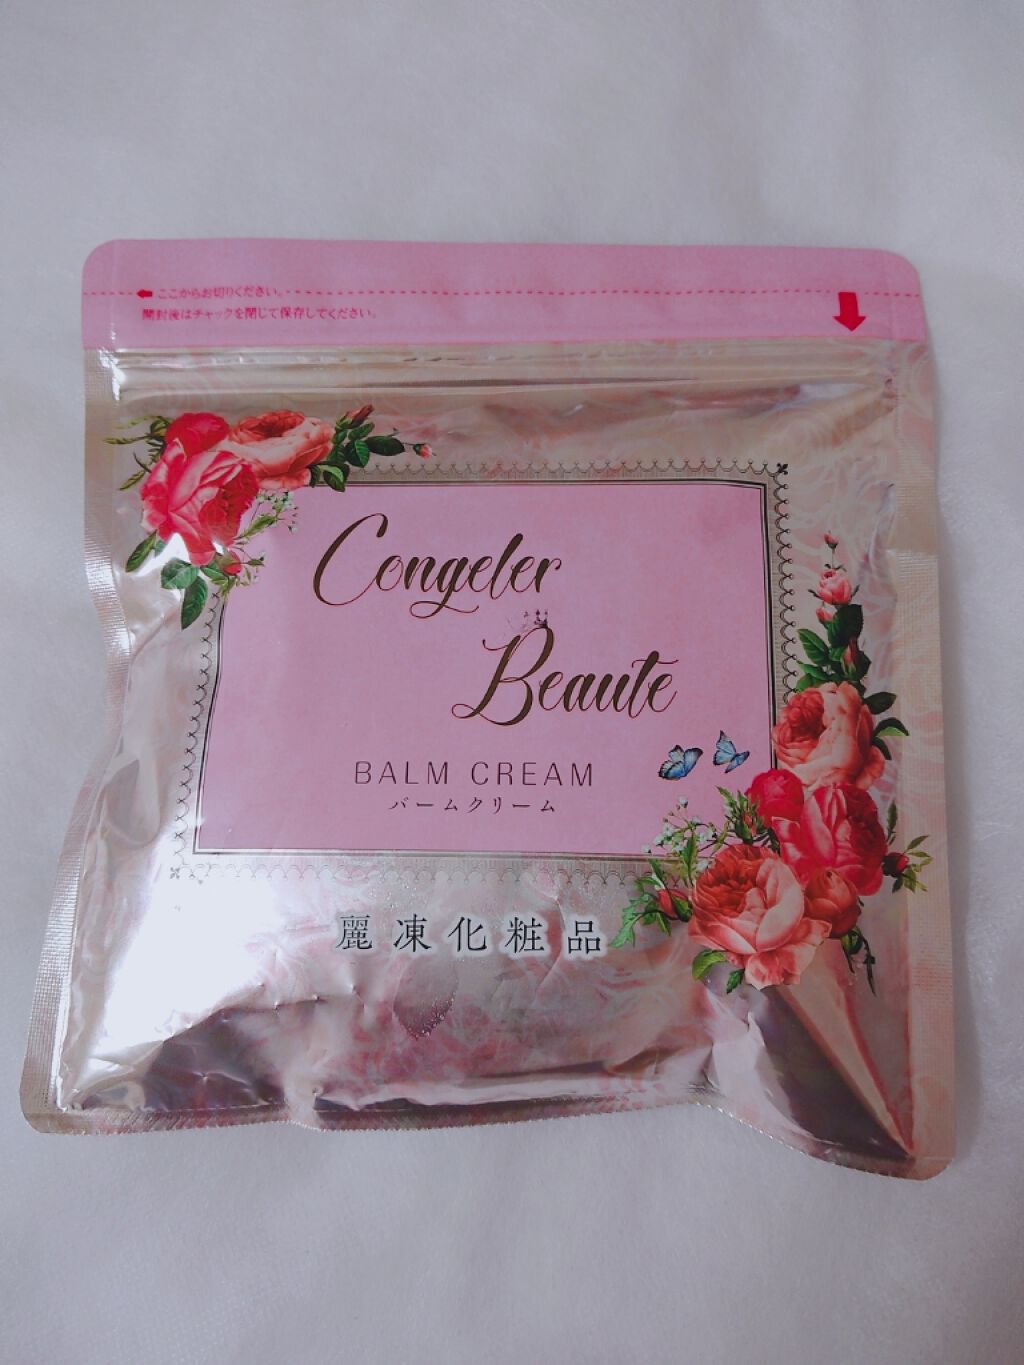 ここからお切りください。
開封後はチャックを閉じて保存してください。
Congeler
Beaute
BALM CREAM
バームクリーム
麗凍化粧品